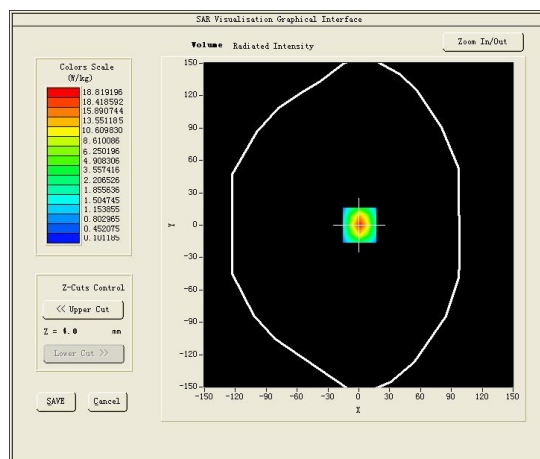 SAR Visualisation Graphical Interface
Volume Radiated Intensity
Zoom In/Out
Colors Scale
(W/kg)
18.819196
18.418592
15.890744
13.551185
10.609830
8.610086
6.250196
4.908306
3.557416
2.206526
1.855636
1.504745
1.153855
0.802965
0.452075
0.101185
Z-Cuts Control
<< Upper Cut
Z = 4.0 mm
Lower Cut >>
SAVE
Cancel
150
120
90
60
30
0
-30
-60
-90
-120
-150
Y
-150 -120 -90 -60 -30 0 30 60 90 120 150
X